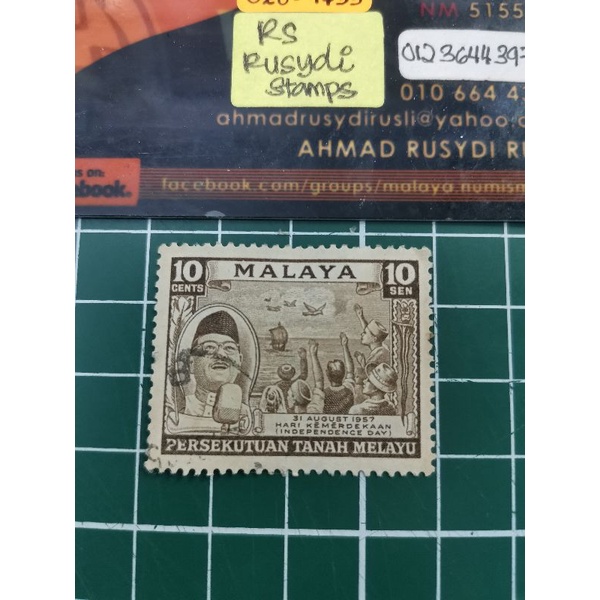 NM 5155
RS
Rusydi
Stamps
010 664 4
ahmadrusydirusli@yahoo.c
AHMAD RUSYDI RU
facebook.com/groups/malaya numism
10 CENTS
MALAYA
10 SEN
31 AUGUST 1957
HARI KEMERDEKAAN
(INDEPENDENCE DAY)
PERSEKUTUAN TANAH MELAYU